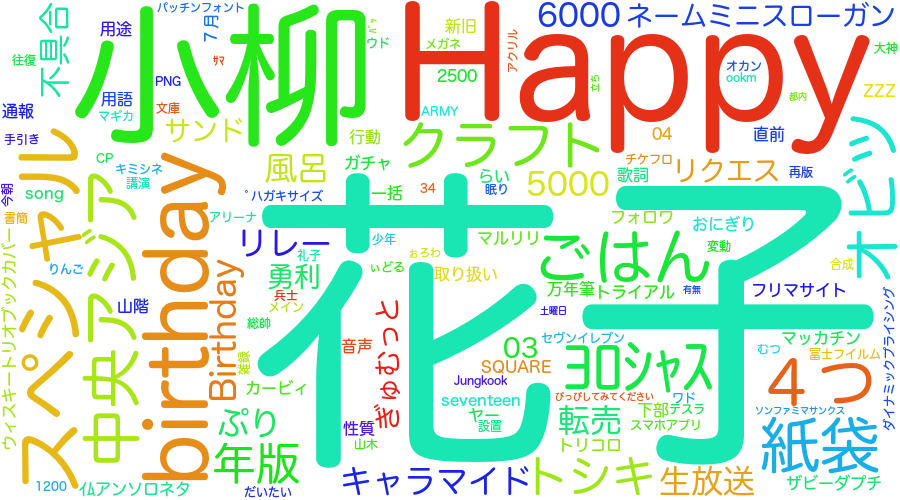 パッチンフォント
6000
ネームミニスローガン
用途
7月
新旧
不具合
小柳
Happy
往復
ｻﾏ
ウド
メガネ
アクリル
大神
PNG
2500
立ち
オカン
ookm
通報
用語
文庫
ARMY
都内
zzz
マギカ
サンド
行動
クラフト
04
直前
オビツ
手引き
スペシャル
CP
風呂
ガチャ
チケフロ
リクエス
再版
キミシネ
講演
らい
5000
歌詞
今朝
song
中央アジア
birthday
ﾟハガキサイズ
一括
34
眠り
書簡
アリーナ
花子
フォロワ
おにぎり
リレー
少年
マルリリ
ごはん
変動
ウィスキートリオブックカバー
りんご
Birthday
礼子
ぉろわ
合成
勇利
ぃどる
取り扱い
万年筆
トライアル
有無
フリマサイト
山階
兵士
メイン
ぎゅむっと
土曜日
総帥
セヴンイレブン
マッカチン
ダイナミックプライシング
音声
03
ヨロシャス
むつ
富士フイルム
雑録
SQUARE
4つ
カービィ
Jungkook
びっぴしてみてください
ワド
seventeen
ソンファミマサンクス
ぷり
性質
ヤー
設置
転売
下部
テスラ
スマホアプリ
紙袋
年版
山木
トリコロ
1200
ｲﾑアンソロネタ
だいたい
キャラマイド
トシキ
生放送
ザビーダプチ